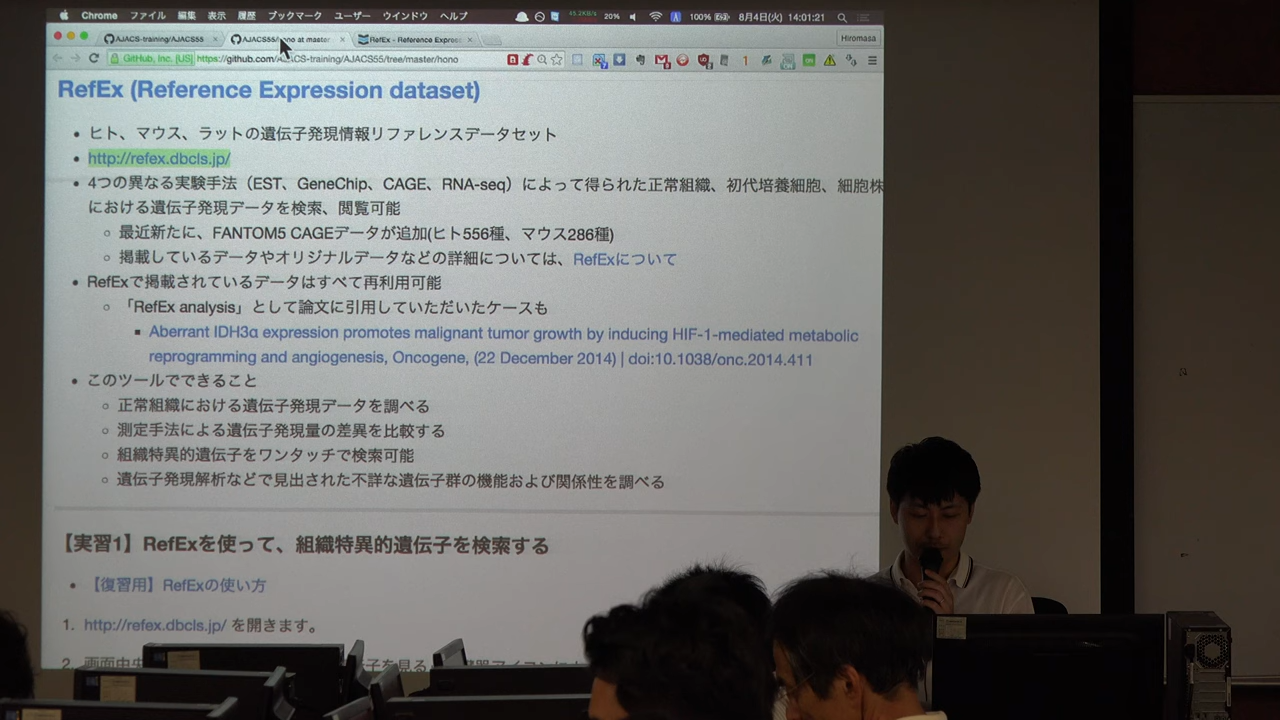 Chrome ファイル 編集 表示 履歴 ブックマーク ユーザー ウインドウ ヘルプ 20% 100% 8月4日(火) 14:01:21
AJACS-training/AJACS55 AJACS55/hono at master RefEx - Reference Express Hiromasa
GitHub, Inc. [US] https://github.com/AJACS-training/AJACS55/tree/master/hono
RefEx (Reference Expression dataset)
ヒト、マウス、ラットの遺伝子発現情報リファレンスデータセット
http://refex.dbcls.jp/
4つの異なる実験手法（EST、GeneChip、CAGE、RNA-seq）によって得られた正常組織、初代培養細胞、細胞株
における遺伝子発現データを検索、閲覧可能
最近新たに、FANTOM5 CAGEデータが追加(ヒト556種、マウス286種)
掲載しているデータやオリジナルデータなどの詳細については、RefExについて
RefExで掲載されているデータはすべて再利用可能
「RefEx analysis」として論文に引用していただいたケースも
Aberrant IDH3α expression promotes malignant tumor growth by inducing HIF-1-mediated metabolic
reprogramming and angiogenesis, Oncogene, (22 December 2014) | doi:10.1038/onc.2014.411
このツールでできること
正常組織における遺伝子発現データを調べる
測定手法による遺伝子発現量の差異を比較する
組織特異的遺伝子をワンタッチで検索可能
遺伝子発現解析などで見出された不詳な遺伝子群の機能および関係性を調べる
【実習1】RefExを使って、組織特異的遺伝子を検索する
【復習用】RefExの使い方
1. http://refex.dbcls.jp/ を開きます。
2. 画面中央